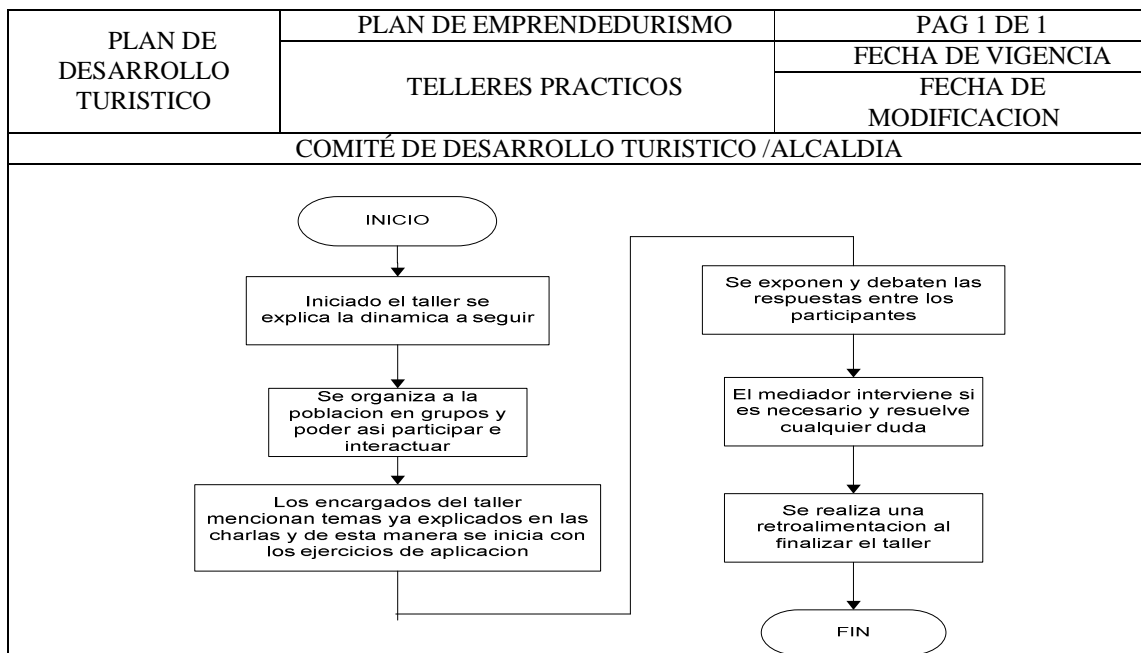 PLAN DE
DESARROLLO
TURISTICO
PLAN DE EMPRENDEDURISMO
TELLERES PRACTICOS
PAG 1 DE 1
FECHA DE VIGENCIA
FECHA DE
MODIFICACION
COMITÉ DE DESARROLLO TURISTICO /ALCALDIA
INICIO
Iniciado el taller se
explica la dinamica a seguir
Se organiza a la
poblacion en grupos y
poder asi participar e
interactuar
Los encargados del taller
mencionan temas ya explicados en las
charlas y de esta manera se inicia con
los ejercicios de aplicacion
Se exponen y debaten las
respuestas entre los
participantes
El mediador interviene si
es necesario y resuelve
cualquier duda
Se realiza una
retroalimentacion al
finalizar el taller
FIN